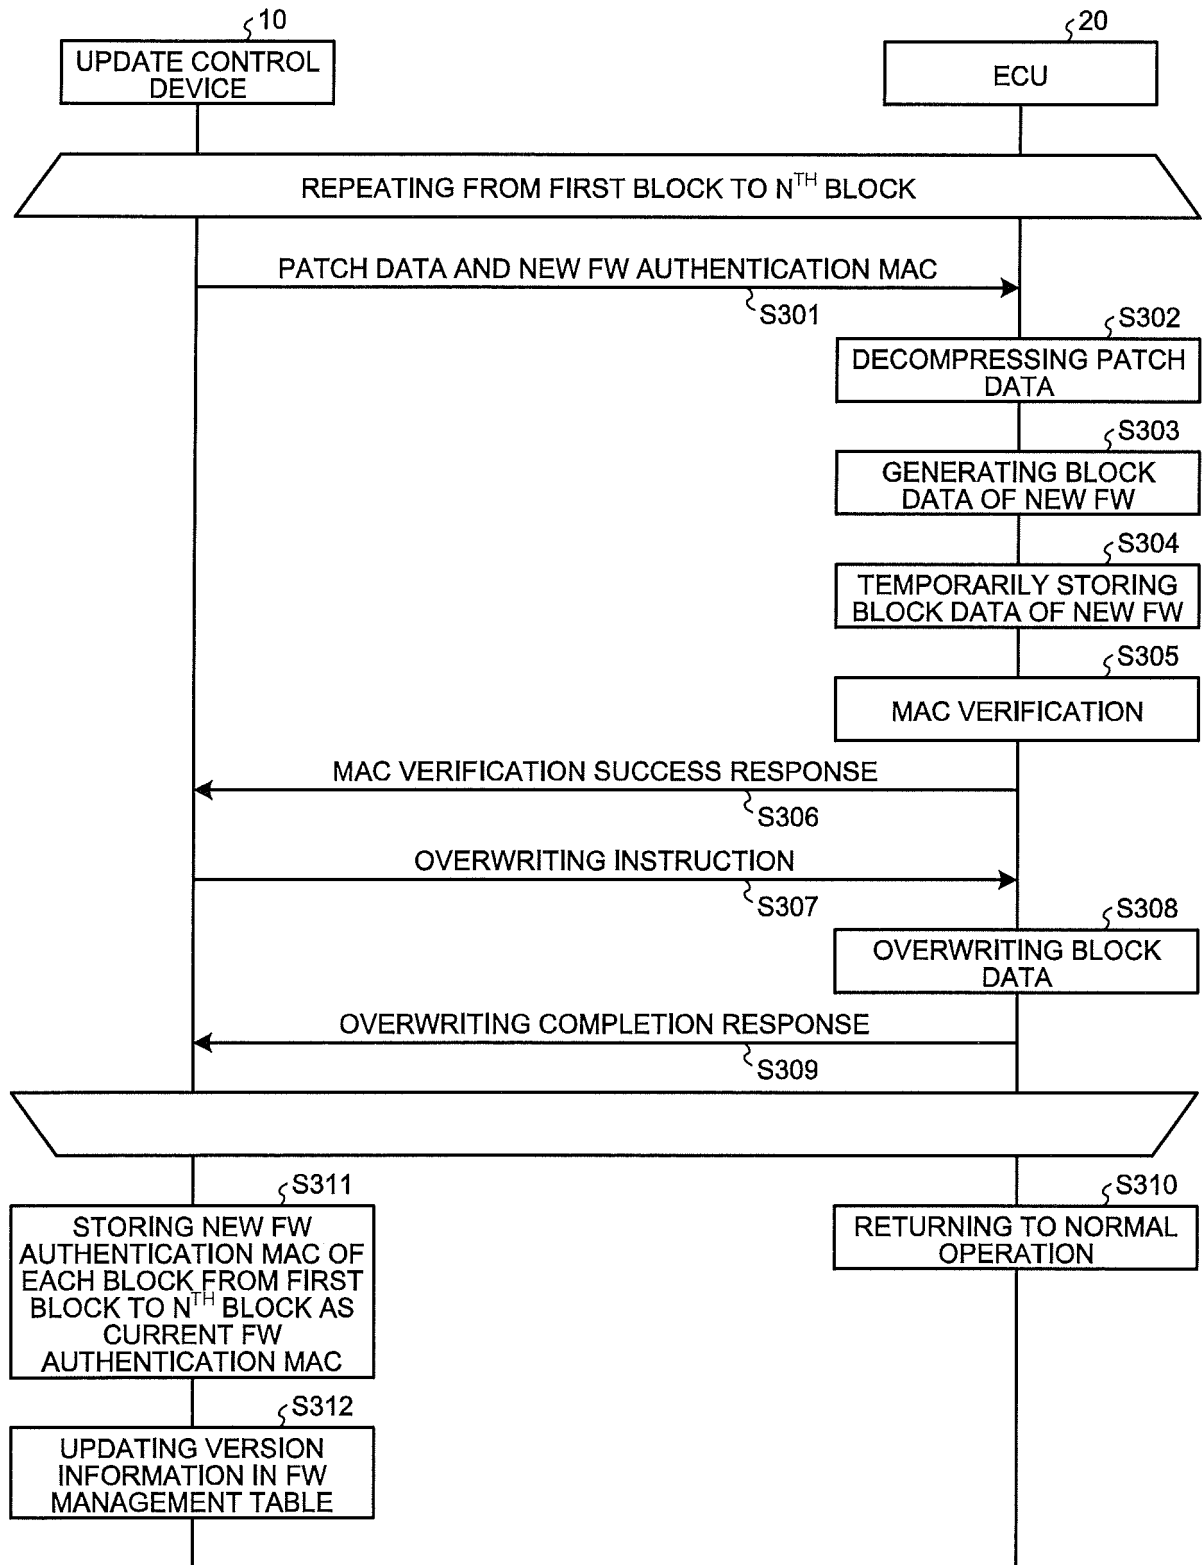 10
UPDATE CONTROL
DEVICE
20
ECU
REPEATING FROM FIRST BLOCK TO NTH BLOCK
PATCH DATA AND NEW FW AUTHENTICATION MAC
S301
S302
DECOMPRESSING PATCH
DATA
S303
GENERATING BLOCK
DATA OF NEW FW
S304
TEMPORARILY STORING
BLOCK DATA OF NEW FW
S305
MAC VERIFICATION
MAC VERIFICATION SUCCESS RESPONSE
S306
OVERWRITING INSTRUCTION
S307
S308
OVERWRITING BLOCK
DATA
OVERWRITING COMPLETION RESPONSE
S309
S311
STORING NEW FW
AUTHENTICATION MAC OF
EACH BLOCK FROM FIRST
BLOCK TO NTH BLOCK AS
CURRENT FW
AUTHENTICATION MAC
S310
RETURNING TO NORMAL
OPERATION
S312
UPDATING VERSION
INFORMATION IN FW
MANAGEMENT TABLE